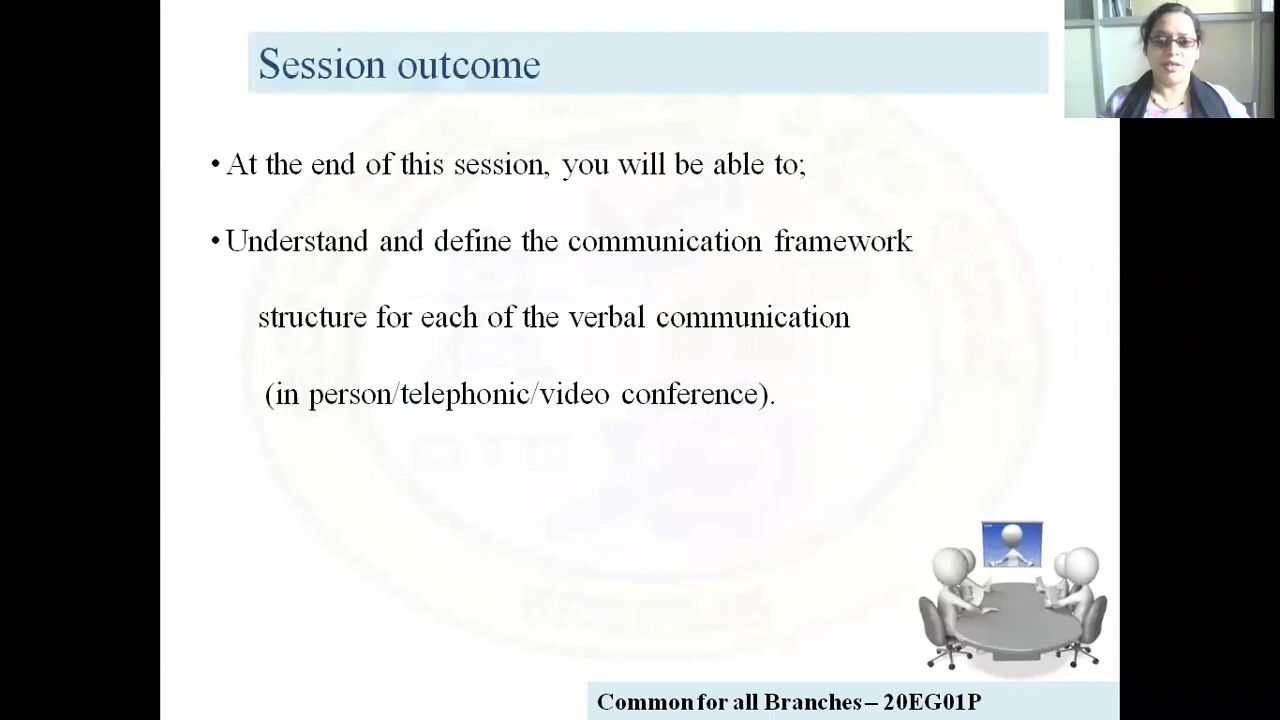 Session outcome
• At the end of this session, you will be able to;
• Understand and define the communication framework
structure for each of the verbal communication
(in person/telephonic/video conference).
Common for all Branches – 20EG01P